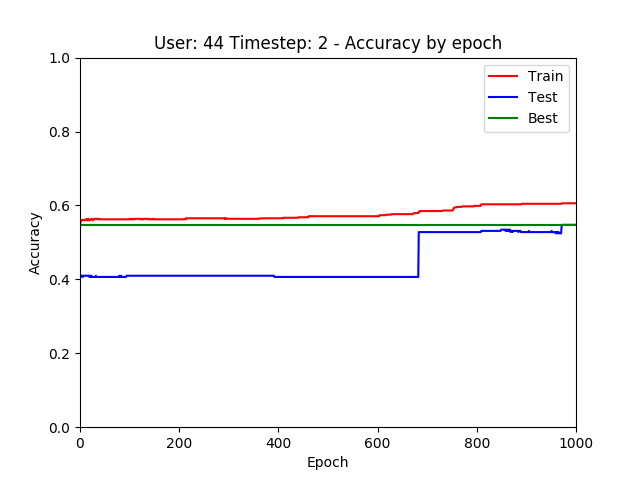 User: 44 Timestep: 2 - Accuracy by epoch
1.0
0.8
0.6
0.4
0.2
0.0
Accuracy
Train
Test
Best
0 200 400 600 800 1000
Epoch